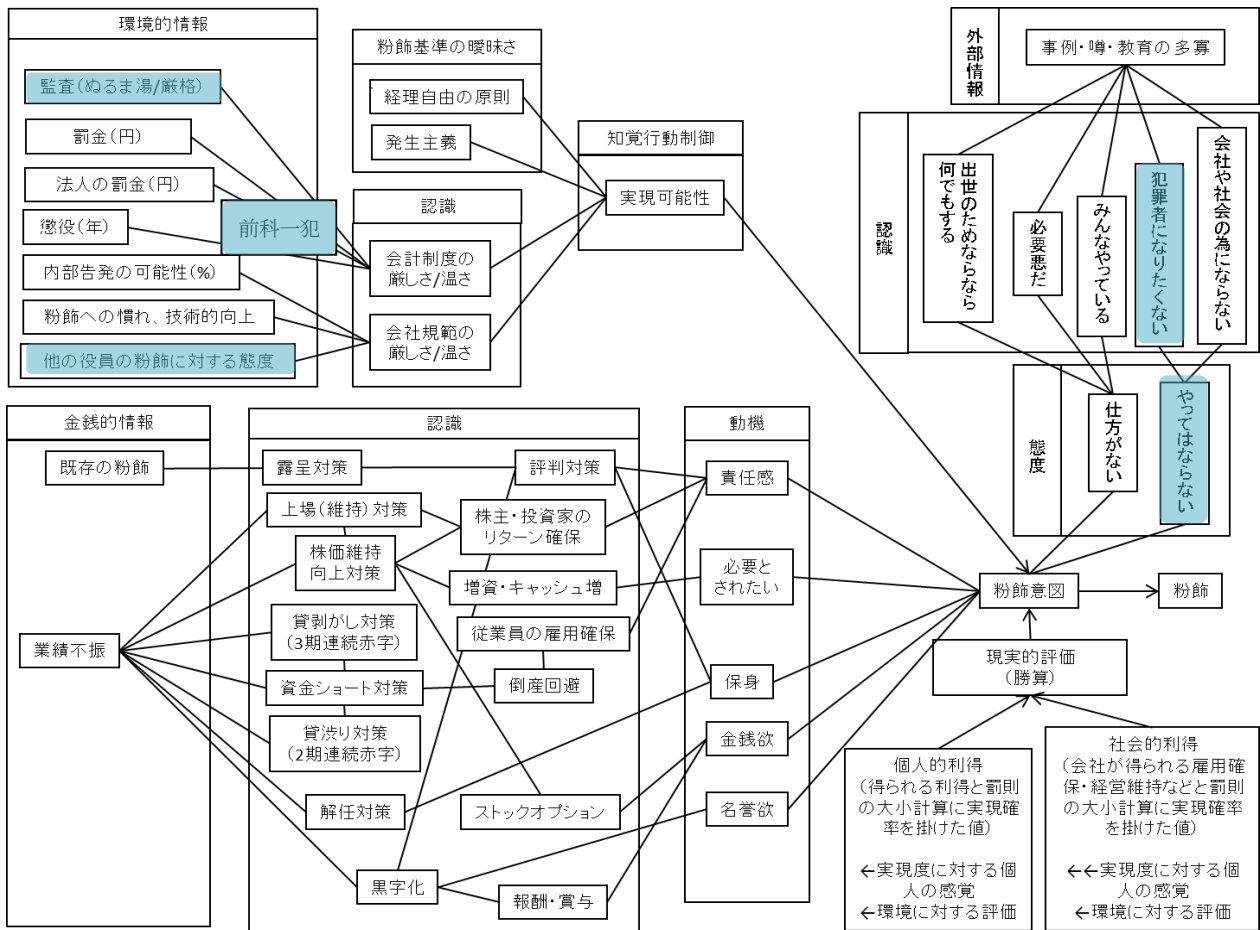 環境的情報
監査(ぬるま湯/厳格)
罰金(円)
法人の罰金(円)
懲役(年)
前科一犯
内部告発の可能性(%)
粉飾への慣れ、技術的向上
他の役員の粉飾に対する態度
粉飾基準の曖昧さ
経理自由の原則
発生主義
認識
会計制度の
厳しさ/温さ
会社規範の
厳しさ/温さ
知覚行動制御
実現可能性
外部情報
事例・噂・教育の多寡
認識
出世のためならなら
何でもする
必要悪だ
みんなやっている
犯罪者になりたくない
会社や社会の為にならない
態度
仕方がない
やってはならない
金銭的情報
既存の粉飾
業績不振
認識
露呈対策
評判対策
上場(維持)対策
株主・投資家の
リターン確保
株価維持
向上対策
増資・キャッシュ増
貸剥がし対策
(3期連続赤字)
従業員の雇用確保
資金ショート対策
倒産回避
貸渋り対策
(2期連続赤字)
解任対策
ストックオプション
黒字化
報酬・賞与
動機
責任感
必要と
されたい
保身
金銭欲
名誉欲
粉飾意図
粉飾
現実的評価
(勝算)
個人的利得
(得られる利得と罰則
の大小計算に実現確
率を掛けた値)
←実現度に対する個
人の感覚
←環境に対する評価
社会的利得
(会社が得られる雇用確
保・経営維持などと罰則
の大小計算に実現確率
を掛けた値)
←←実現度に対する個
人の感覚
←環境に対する評価